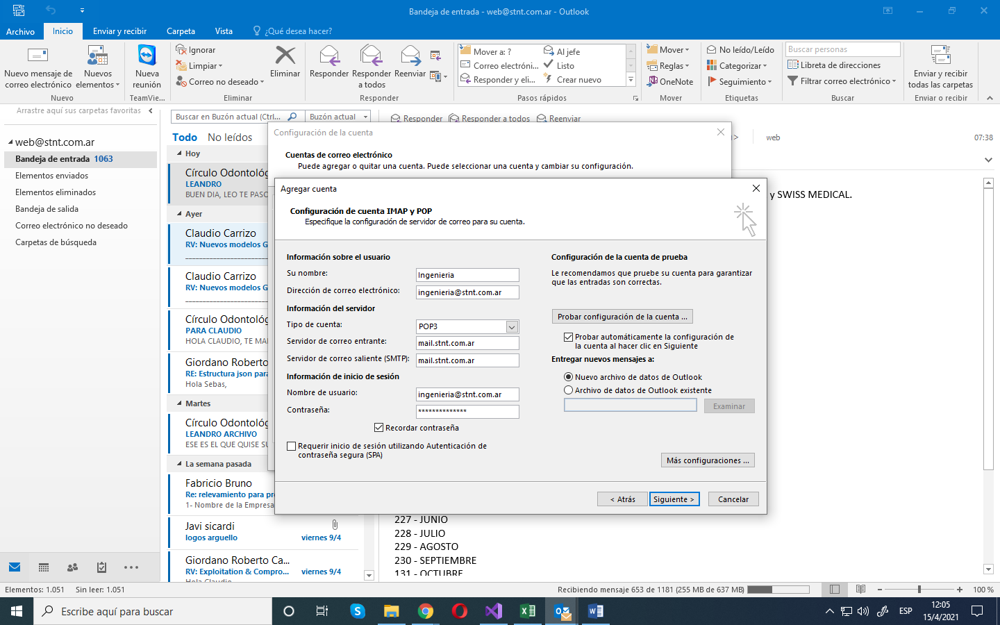 Bandeja de entrada - web@stnt.com.ar - Outlook
Archivo
Inicio
Enviar y recibir
Carpeta
Vista
¿Qué desea hacer?
Nuevo mensaje de correo electrónico
Nuevos elementos
Nuevo
Nueva reunión
TeamVie...
Ignorar
Limpiar
Correo no deseado
Eliminar
Eliminar
Responder
Responder a todos
Reenviar
Responder
Mover a: ?
Correo electróni...
Responder y eli...
Al jefe
Listo
Crear nuevo
Pasos rápidos
Mover
Reglas
OneNote
Mover
No leído/Leído
Categorizar
Seguimiento
Etiquetas
Buscar personas
Libreta de direcciones
Filtrar correo electrónico
Buscar
Enviar y recibir todas las carpetas
Enviar o recibir
Arrastre aquí sus carpetas favoritas
web@stnt.com.ar
Bandeja de entrada 1063
Elementos enviados
Elementos eliminados
Bandeja de salida
Correo electrónico no deseado
Carpetas de búsqueda
Buscar en Buzón actual (Ctrl...
Buzón actual
Todo
No leídos
Hoy
Círculo Odontológ
LEANDRO
BUEN DIA, LEO TE PASO
Ayer
Claudio Carrizo
RV: Nuevos modelos G
Claudio Carrizo
RV: Nuevos modelos G
Círculo Odontológ
PARA CLAUDIO
HOLA CLAUDIO, TE MA
Giordano Roberto
RE: Estructura json para
Hola Sebas,
Martes
Círculo Odontológ
LEANDRO ARCHIVO
ESE ES EL QUE QUISE SU
La semana pasada
Fabricio Bruno
Re: relevamiento para pr
1- Nombre de la Empresa
Javi sicardi
logos arguello
viernes 9/4
Giordano Roberto Ca...
RV: Exploitation & Compro...
viernes 9/4
Hola Claudio
Responder
Responder a todos
Reenviar
web
07:38
y SWISS MEDICAL.
227 - JUNIO
228 - JULIO
229 - AGOSTO
230 - SEPTIEMBRE
131 - OCTUBRE
Configuración de la cuenta
Cuentas de correo electrónico
Puede agregar o quitar una cuenta. Puede seleccionar una cuenta y cambiar su configuración.
Agregar cuenta
Configuración de cuenta IMAP y POP
Especifique la configuración de servidor de correo para su cuenta.
Información sobre el usuario
Su nombre:
Ingenieria
Dirección de correo electrónico:
ingenieria@stnt.com.ar
Información del servidor
Tipo de cuenta:
POP3
Servidor de correo entrante:
mail.stnt.com.ar
Servidor de correo saliente (SMTP):
mail.stnt.com.ar
Información de inicio de sesión
Nombre de usuario:
ingenieria@stnt.com.ar
Contraseña:
**************
Recordar contraseña
Requerir inicio de sesión utilizando Autenticación de
contraseña segura (SPA)
Configuración de la cuenta de prueba
Le recomendamos que pruebe su cuenta para garantizar
que las entradas son correctas.
Probar configuración de la cuenta ...
Probar automáticamente la configuración de
la cuenta al hacer clic en Siguiente
Entregar nuevos mensajes a:
Nuevo archivo de datos de Outlook
Archivo de datos de Outlook existente
Examinar
Más configuraciones ...
< Atrás
Siguiente >
Cancelar
Elementos: 1.051
Sin leer: 1.051
Recibiendo mensaje 653 de 1181 (255 MB de 637 MB)
100 %
Escribe aquí para buscar
ESP
12:05
15/4/2021